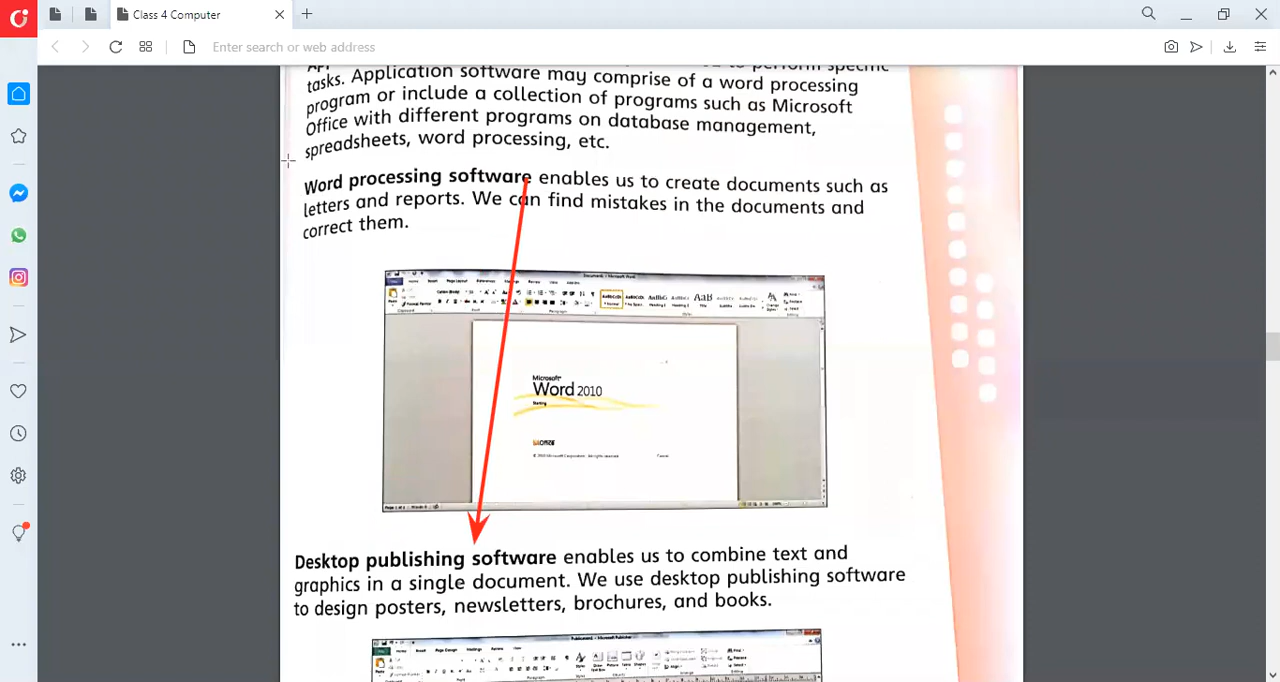 Class 4 Computer
Enter search or web address
to perform specific
tasks. Application software may comprise of a word processing
program or include a collection of programs such as Microsoft
Office with different programs on database management,
spreadsheets, word processing, etc.
Word processing software enables us to create documents such as
letters and reports. We can find mistakes in the documents and
correct them.
Microsoft
Word 2010
Starting
Office
Desktop publishing software enables us to combine text and
graphics in a single document. We use desktop publishing software
to design posters, newsletters, brochures, and books.